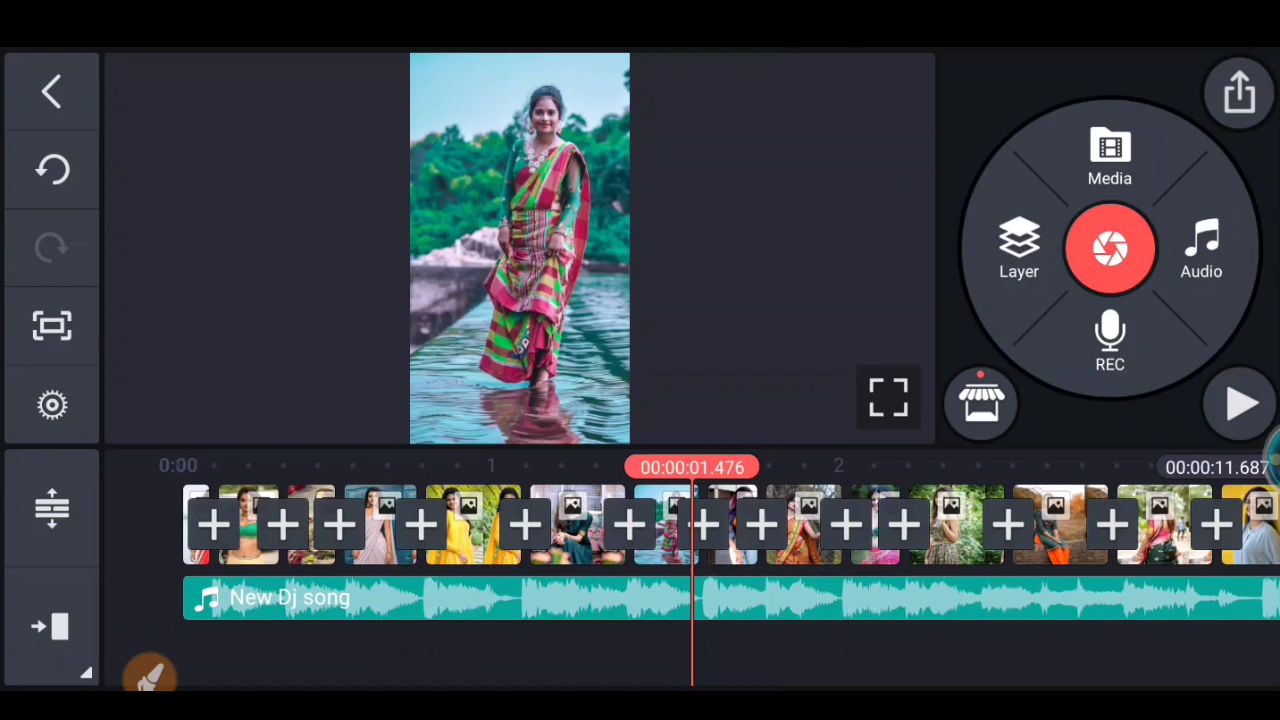 Media
Layer
Audio
REC
0:00
1
00:00:01.476
2
00:00:11.687
New Dj song